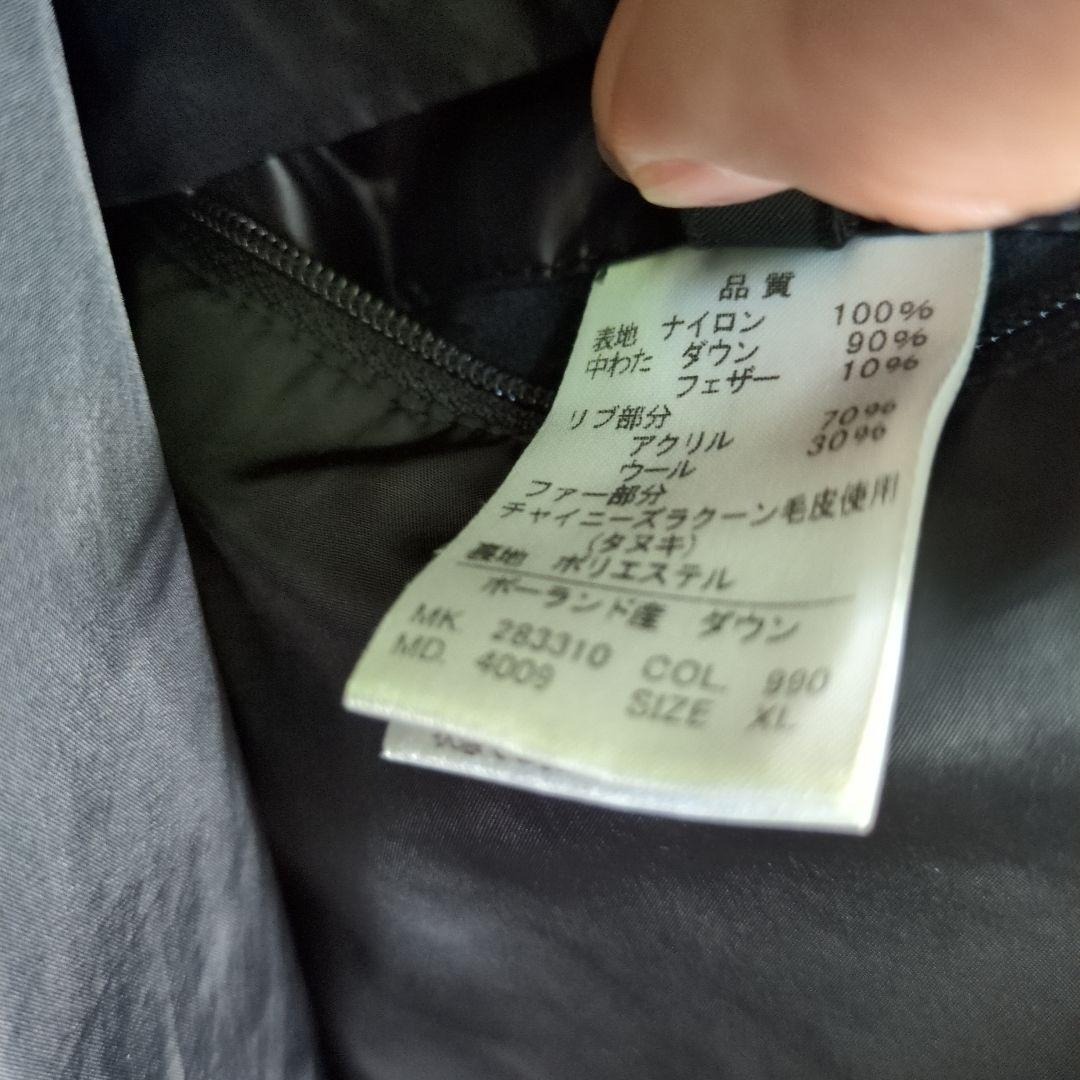 品質
表地 ナイロン 100%
中わた ダウン 90%
フェザー 10%
リブ部分
アクリル 70%
ウール 30%
ファー部分
チャイニーズラクーン毛皮使用
(タヌキ)
裏地 ポリエステル
ポーランド産 ダウン
MK. 283310 COL. 990
MD. 4009 SIZE XL